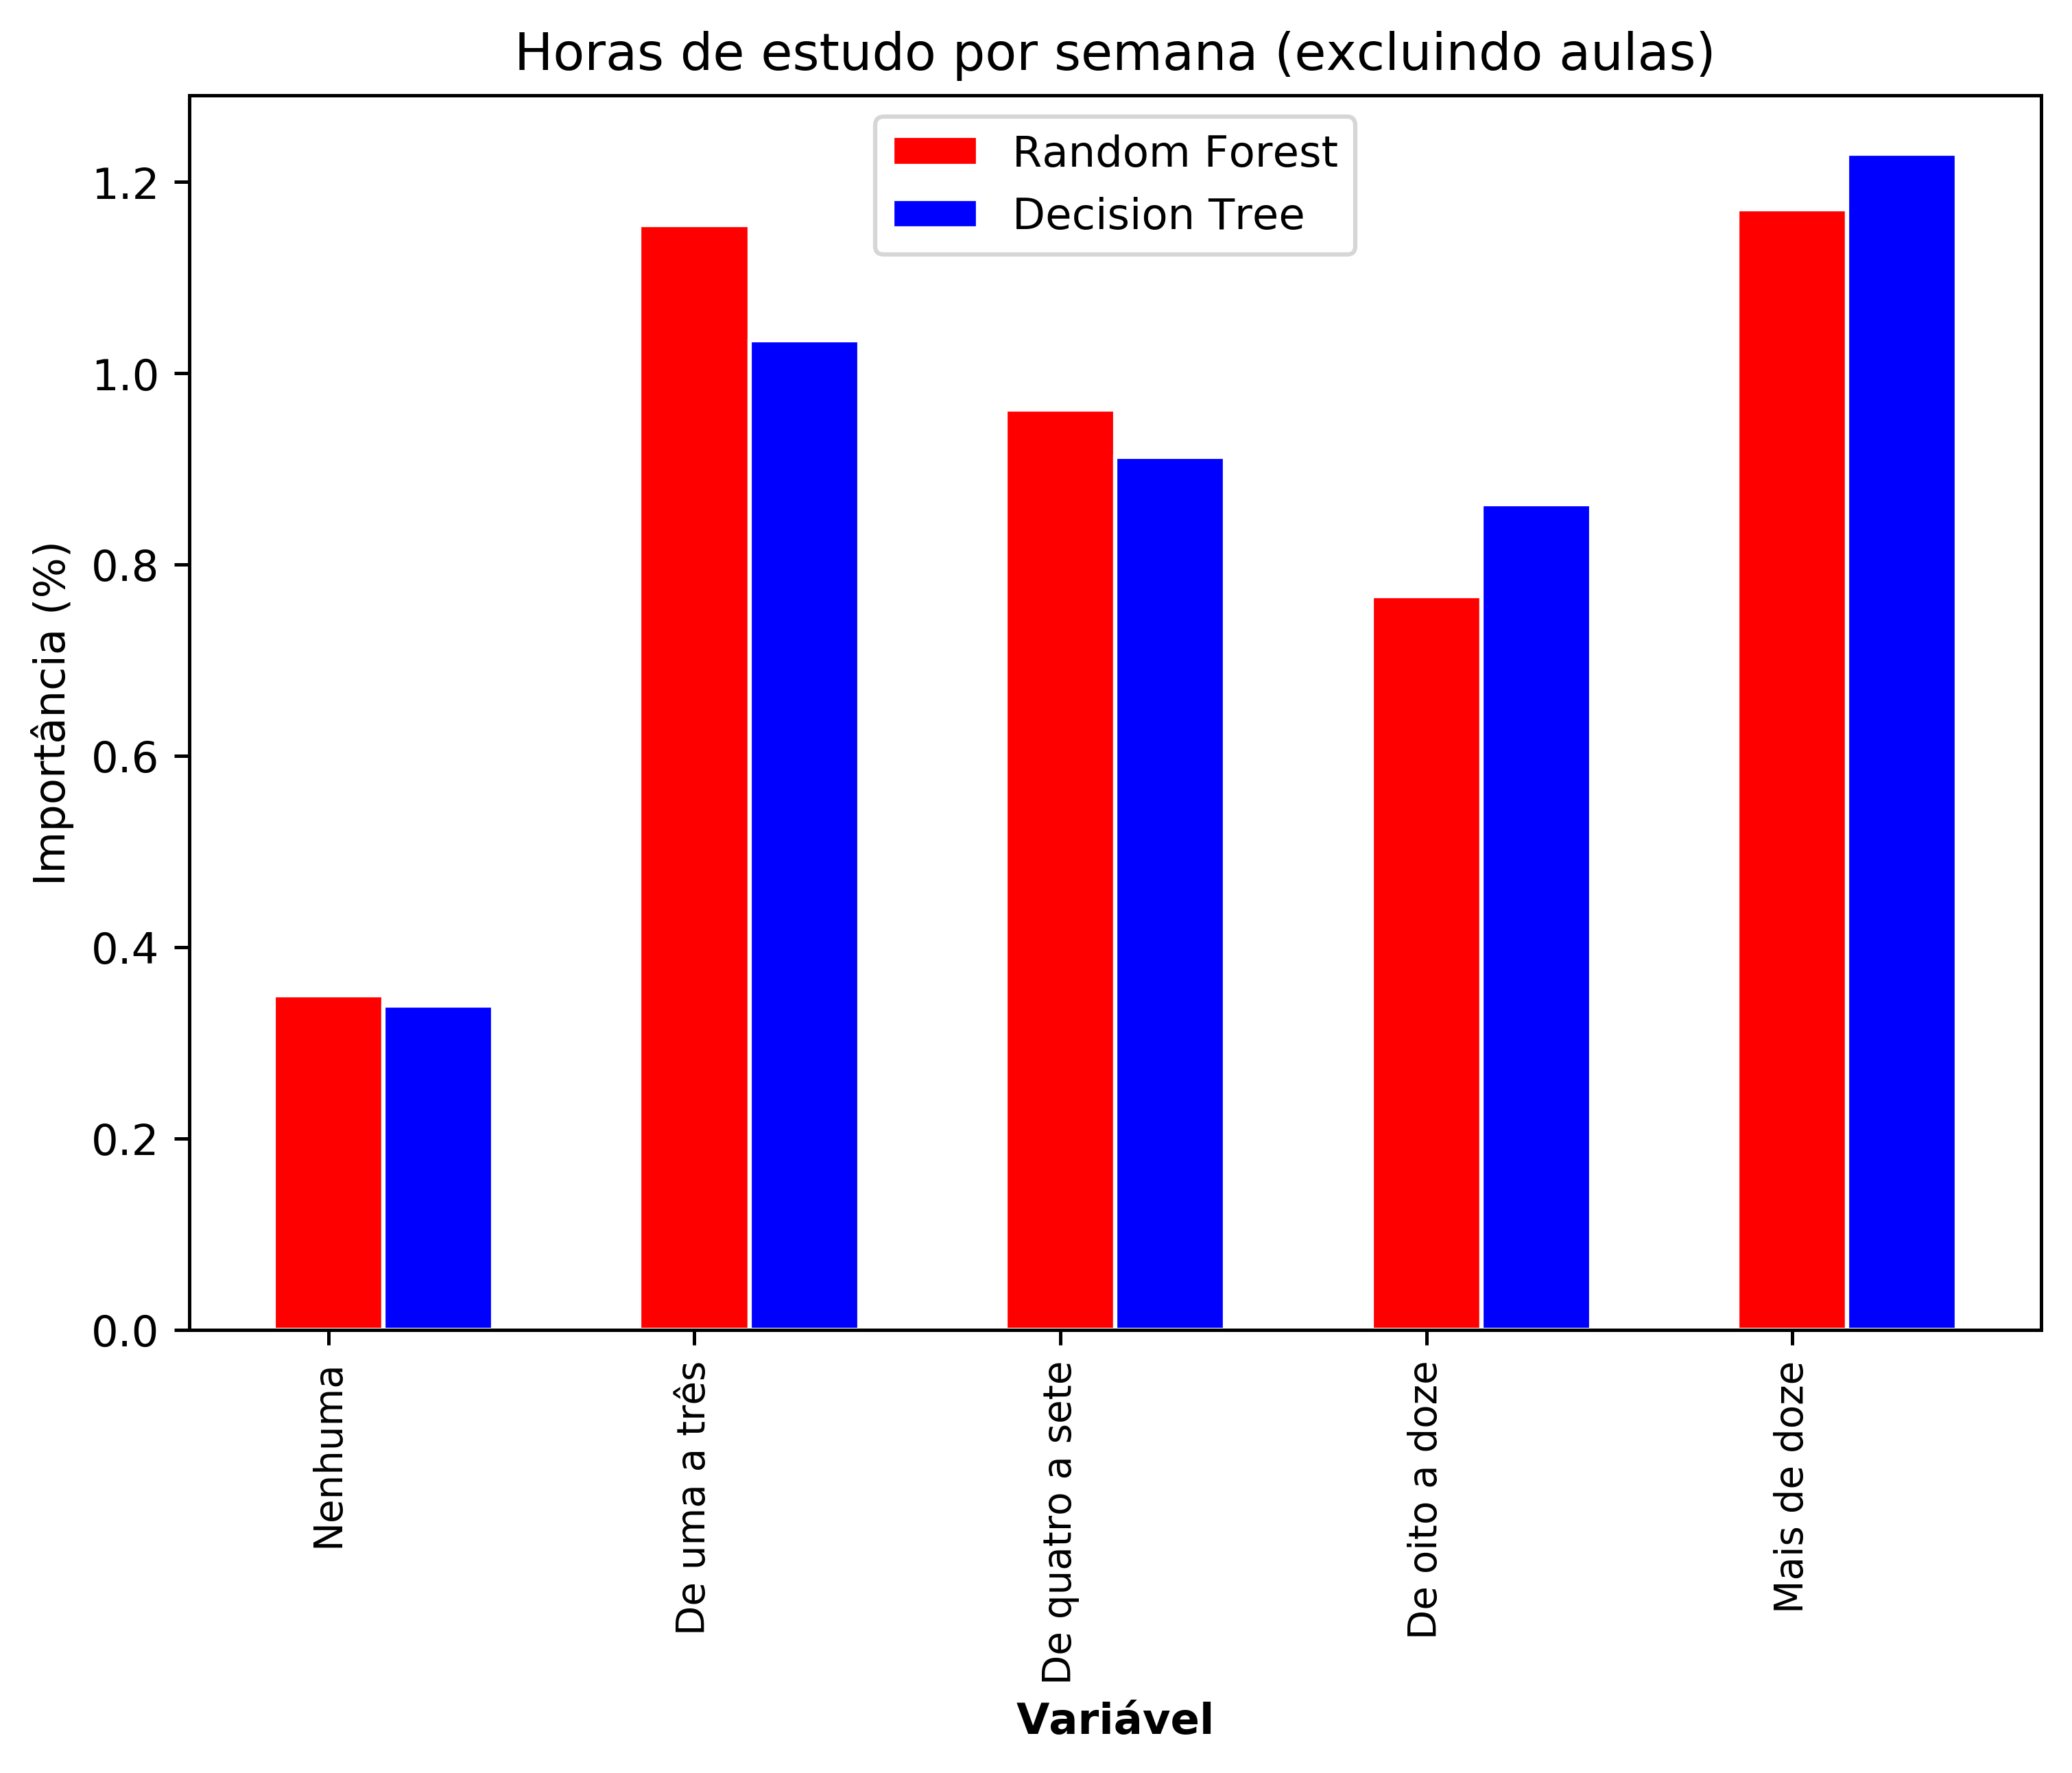 Horas de estudo por semana (excluindo aulas)
Random Forest
Decision Tree
Importância (%)
1.2
1.0
0.8
0.6
0.4
0.2
0.0
Nenhuma
De uma a três
De quatro a sete
De oito a doze
Mais de doze
Variável